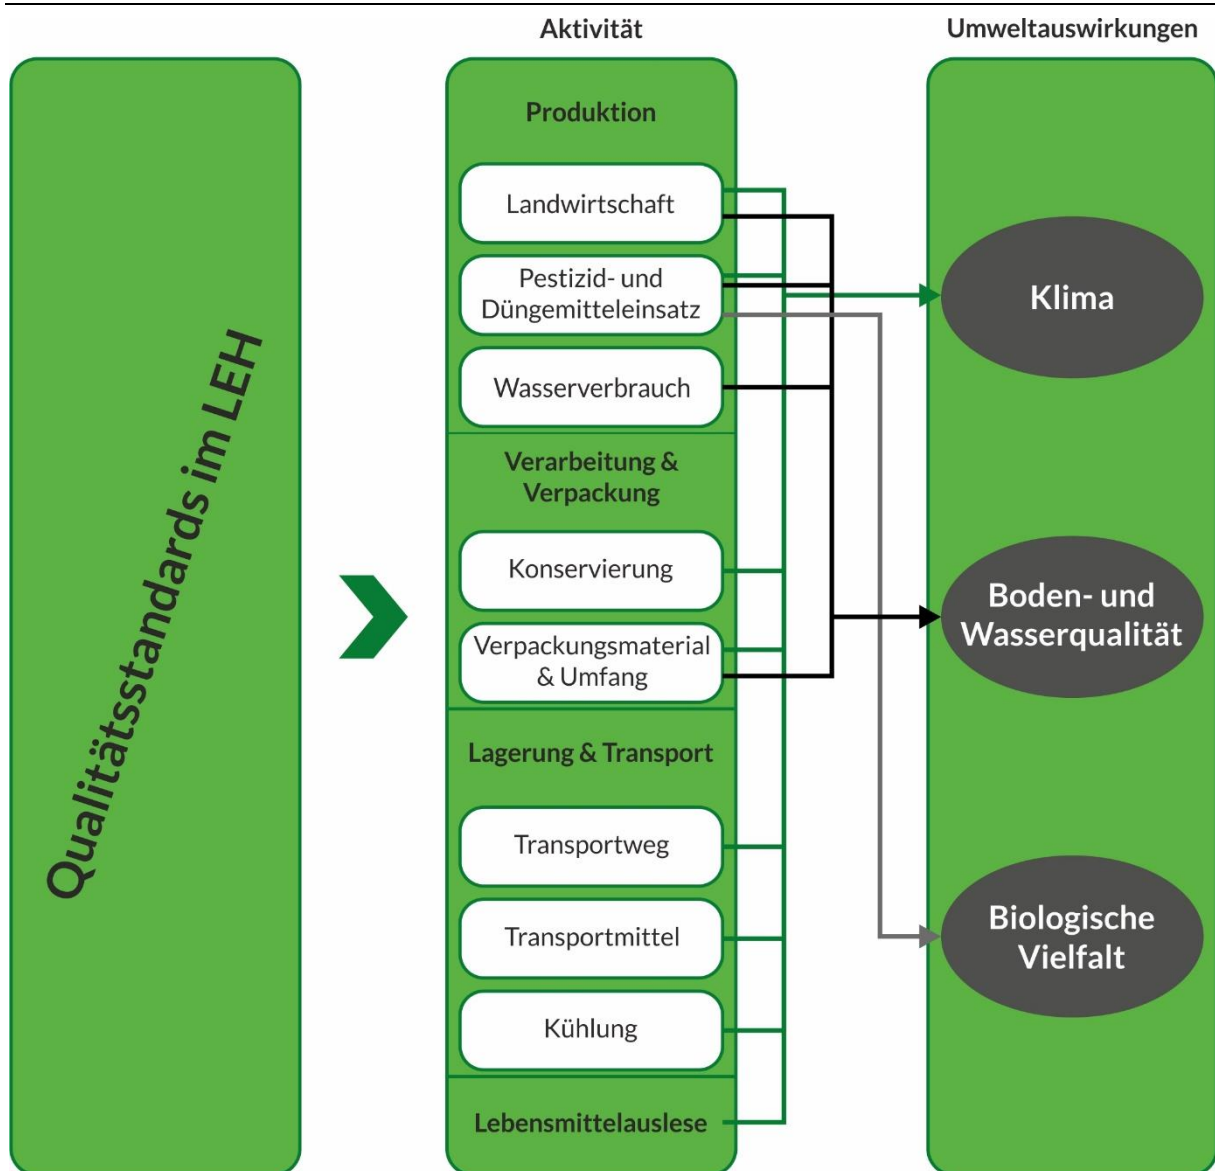 Aktivität
Umweltauswirkungen
Qualitätsstandards im LEH
Produktion
Landwirtschaft
Pestizid- und
Düngemitteleinsatz
Wasserverbrauch
Verarbeitung &
Verpackung
Konservierung
Verpackungsmaterial
& Umfang
Lagerung & Transport
Transportweg
Transportmittel
Kühlung
Lebensmittelauslese
Klima
Boden- und
Wasserqualität
Biologische
Vielfalt